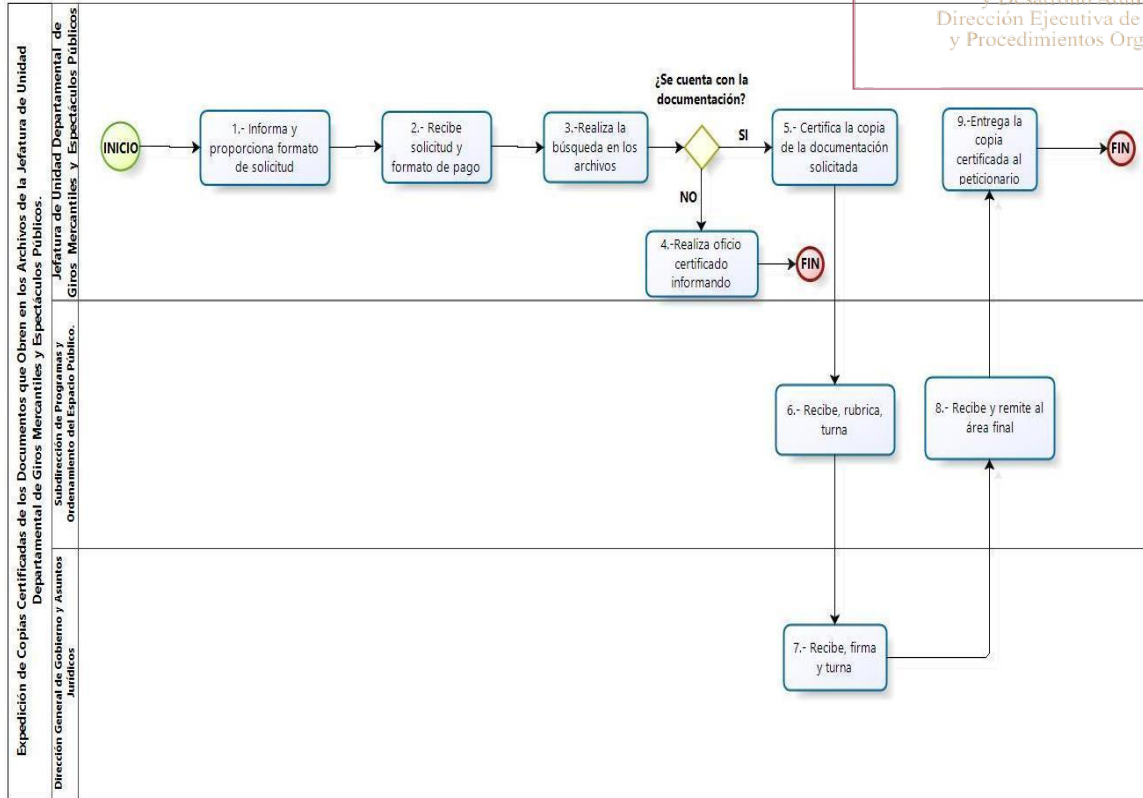 y Desarrollo
Dirección Ejecutiva de
y Procedimientos Org
Expedición de Copias Certificadas de los Documentos que Obren en los Archivos de la Jefatura de Unidad
Departamental de Giros Mercantiles y Espectáculos Públicos.
Jefatura de Unidad Departamental de
Giros Mercantiles y Espectáculos Públicos
INICIO
1.- Informa y
proporciona formato
de solicitud
2.- Recibe
solicitud y
formato de pago
3.-Realiza la
búsqueda en los
archivos
¿Se cuenta con la
documentación?
SI
NO
4.-Realiza oficio
certificado
informando
FIN
5.- Certifica la copia
de la documentación
solicitada
9.-Entrega la
copia
certificada al
peticionario
FIN
Subdirección de Programas y
Ordenamiento del Espacio Público.
6.- Recibe, rubrica,
turna
8.- Recibe y remite al
área final
Dirección General de Gobierno y Asuntos
Jurídicos
7.- Recibe, firma
y turna